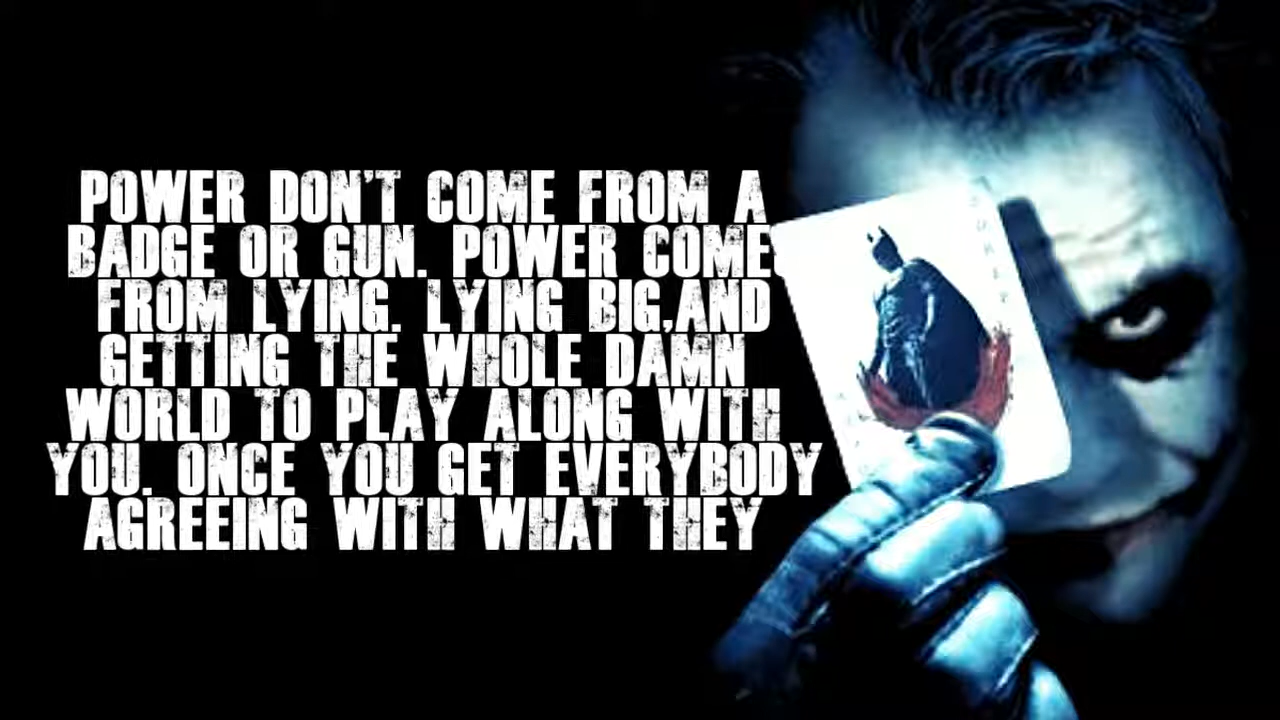 POWER DON'T COME FROM A
BADGE OR GUN. POWER COMES
FROM LYING. LYING BIG,AND
GETTING THE WHOLE DAMN
WORLD TO PLAY ALONG WITH
YOU. ONCE YOU GET EVERYBODY
AGREEING WITH WHAT THEY